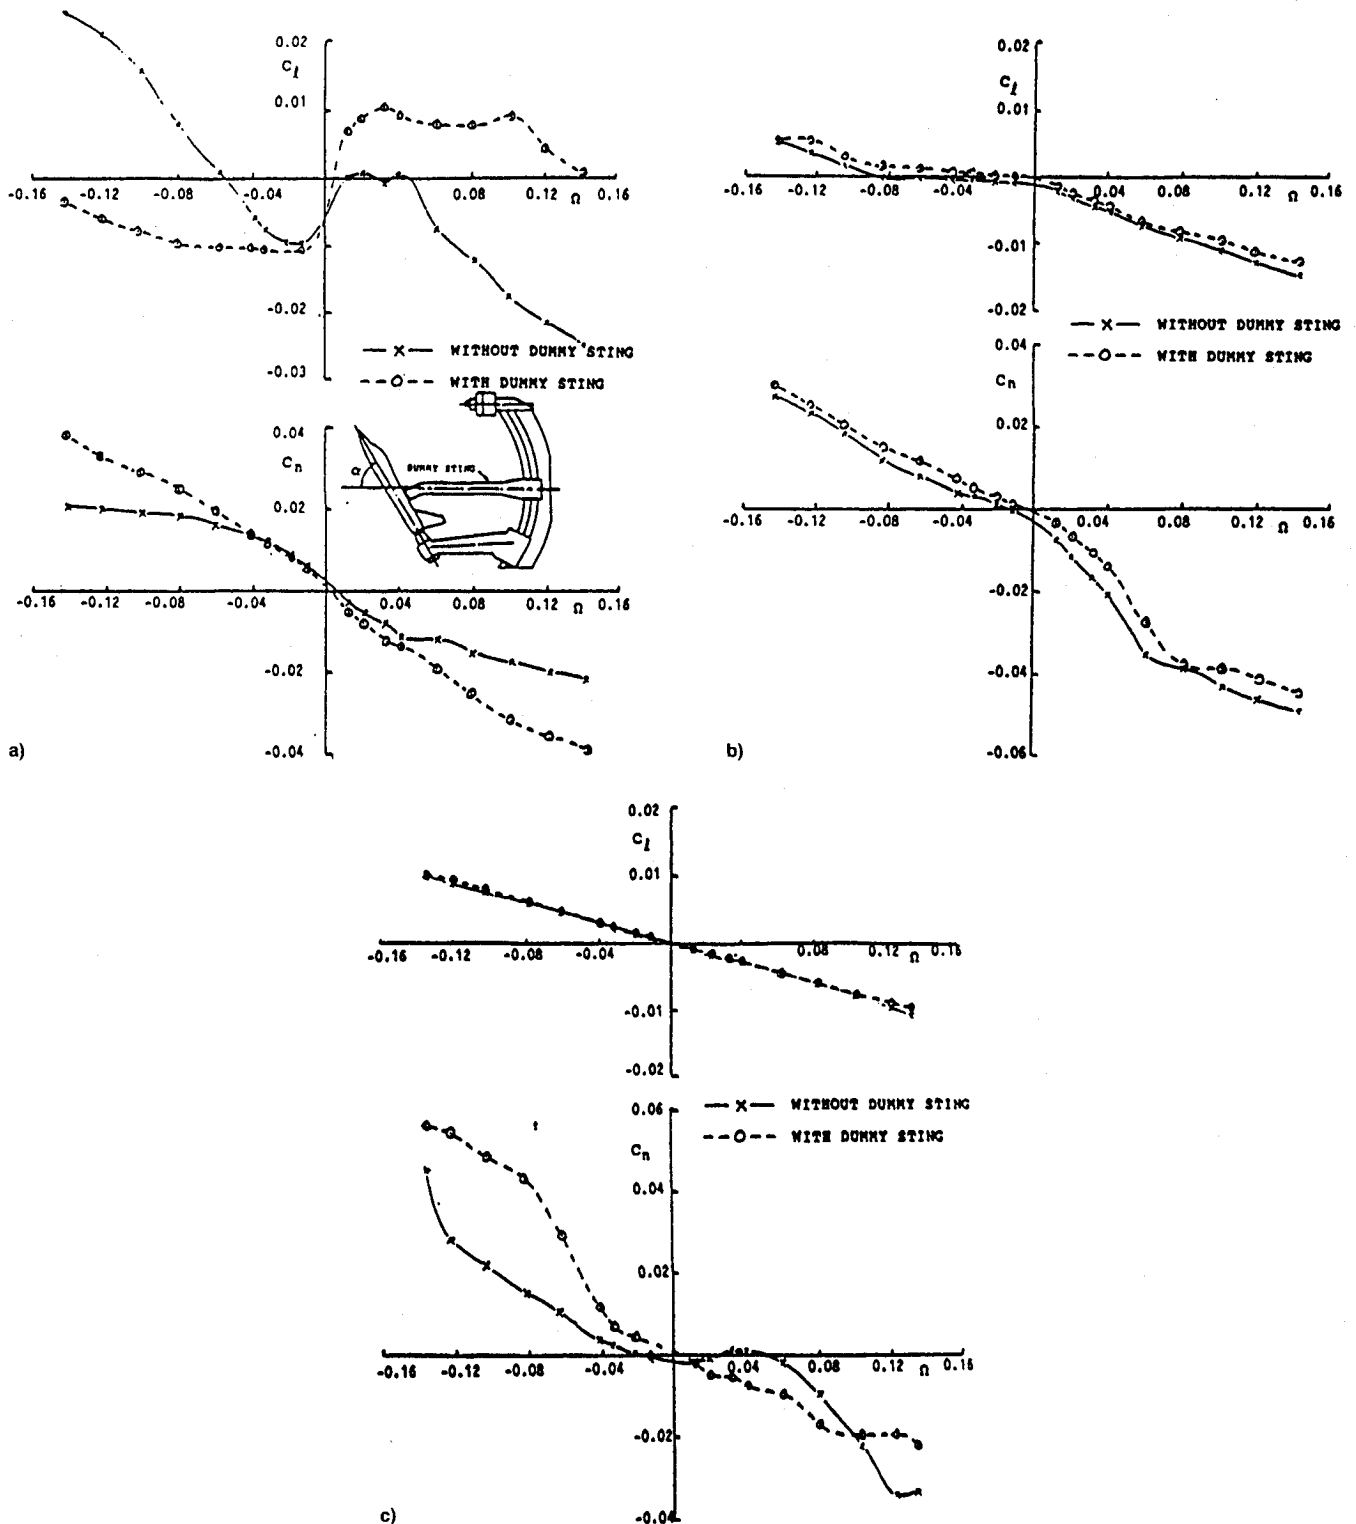 0.02
C_l
0.01
-0.16 -0.12 -0.08 -0.04 0.08 0.12 Ω 0.16
-0.02
-0.03
WITHOUT DUMMY STING
WITH DUMMY STING
0.04
C_n
0.02
α
DUMMY STING
-0.16 -0.12 -0.08 -0.04 0.04 0.08 Ω 0.12 0.16
-0.02
-0.04
a)
0.02
C_l
0.01
-0.16 -0.12 -0.08 -0.04 0.04 0.08 0.12 Ω 0.16
-0.01
-0.02
WITHOUT DUMMY STING
WITH DUMMY STING
0.04
C_n
0.02
-0.16 -0.12 -0.08 -0.04 0.04 0.08 0.12 Ω 0.16
-0.02
-0.04
-0.06
b)
0.02
C_l
0.01
-0.16 -0.12 -0.08 -0.04 0.08 0.12 Ω 0.16
-0.01
-0.02
WITHOUT DUMMY STING
WITH DUMMY STING
0.06
C_n
0.04
0.02
-0.16 -0.12 -0.08 -0.04 0.04 0.08 0.12 Ω 0.16
-0.02
-0.04
c)